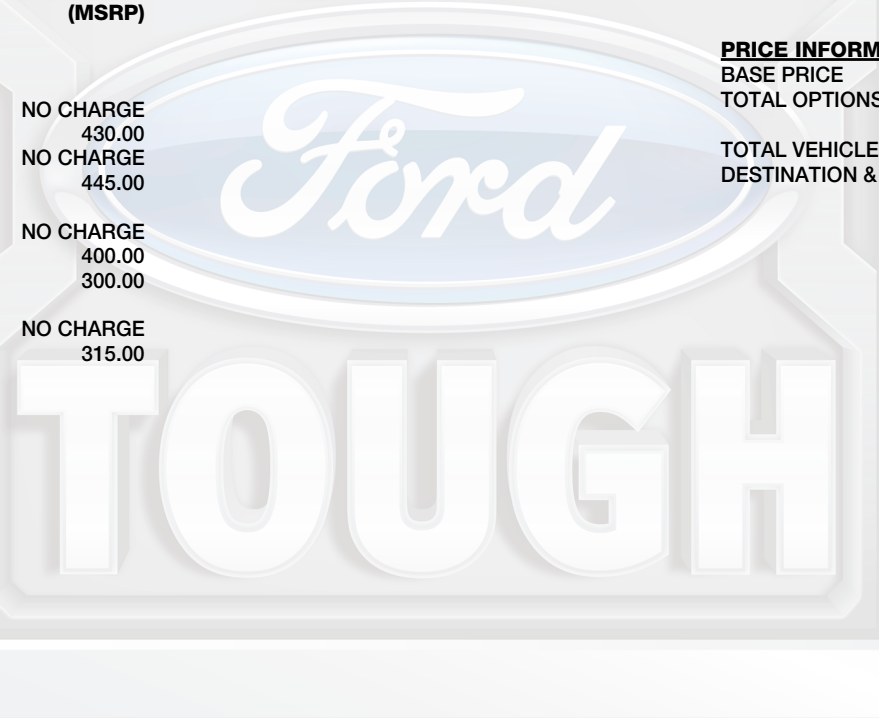 (MSRP)
NO CHARGE
430.00
NO CHARGE
445.00
NO CHARGE
400.00
300.00
NO CHARGE
315.00
PRICE INFORM
BASE PRICE
TOTAL OPTIONS
TOTAL VEHICLE
DESTINATION &
Ford
TOUGH